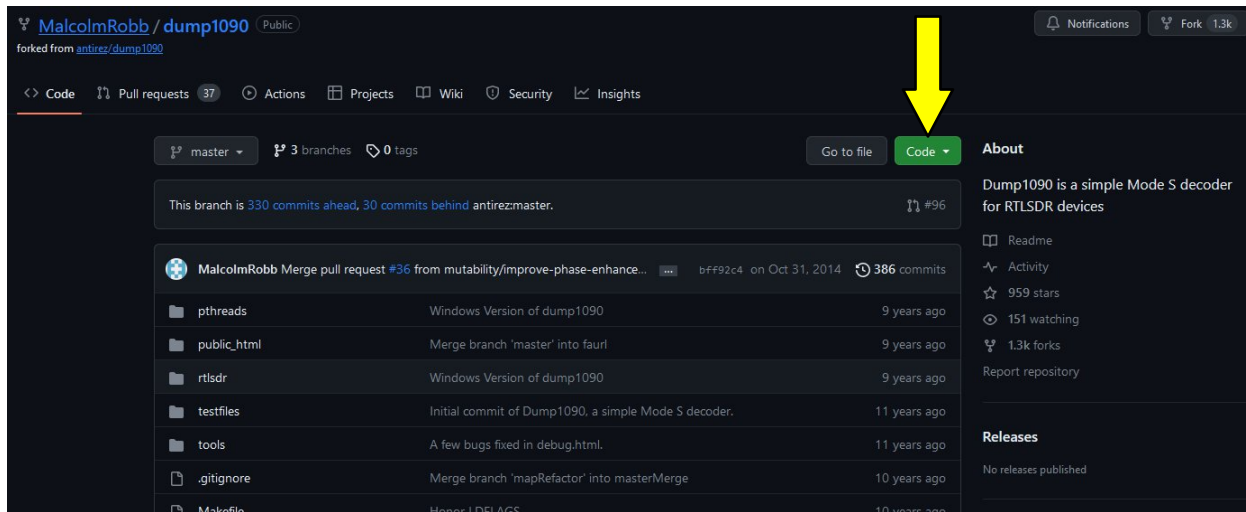 MalcolmRobb / dump1090 Public
Notifications
Fork 1.3k
forked from antirez/dump1090
<> Code
Pull requests 37
Actions
Projects
Wiki
Security
Insights
master
3 branches
0 tags
Go to file
Code
This branch is 330 commits ahead, 30 commits behind antirez:master.
#96
MalcolmRobb Merge pull request #36 from mutability/improve-phase-enhance... ... bff92c4 on Oct 31, 2014 386 commits
pthreads Windows Version of dump1090 9 years ago
public_html Merge branch 'master' into faurl 9 years ago
rtlsdr Windows Version of dump1090 9 years ago
testfiles Initial commit of Dump1090, a simple Mode S decoder. 11 years ago
tools A few bugs fixed in debug.html. 11 years ago
.gitignore Merge branch 'mapRefactor' into masterMerge 10 years ago
Makefile Honor LDFLAGS 10 years ago
About
Dump1090 is a simple Mode S decoder
for RTLSDR devices
Readme
Activity
959 stars
151 watching
1.3k forks
Report repository
Releases
No releases published